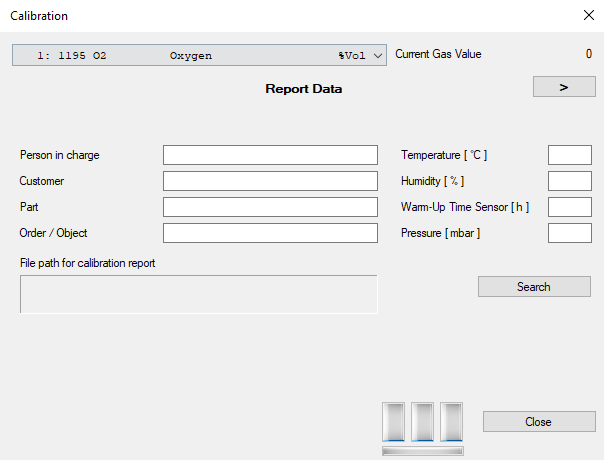 Calibration
1: 1195 O2 Oxygen %Vol
Current Gas Value 0
Report Data
>
Person in charge
Temperature [ °C ]
Customer
Humidity [ % ]
Part
Warm-Up Time Sensor [ h ]
Order / Object
Pressure [ mbar ]
File path for calibration report
Search
Close